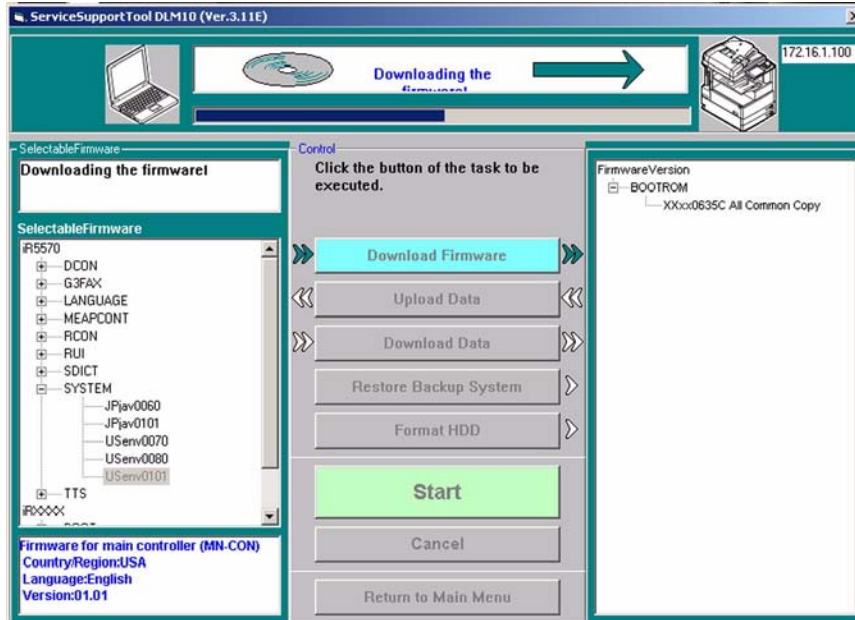 ServiceSupportTool DLM10 (Ver.3.11E)
Downloading the
firmware!
172.16.1.100
SelectableFirmware
Downloading the firmware!
SelectableFirmware
iR5570
DCON
G3FAX
LANGUAGE
MEAPCONT
RCON
RUI
SDICT
SYSTEM
JPjav0060
JPjav0101
USenv0070
USenv0080
USenv0101
TTS
iRXXXX
Firmware for main controller (MN-CON)
Country/Region:USA
Language:English
Version:01.01
Control
Click the button of the task to be
executed.
Download Firmware
Upload Data
Download Data
Restore Backup System
Format HDD
Start
Cancel
Return to Main Menu
FirmwareVersion
BOOTROM
XXxx0635C All Common Copy